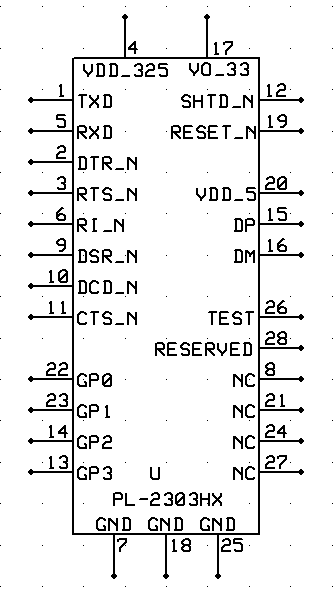 4 17
VDD_325 VO_33
1 TXD SHTD_N 12
5 RXD RESET_N 19
2 DTR_N
3 RTS_N VDD_5 20
6 RI_N DP 15
9 DSR_N DM 16
10 DCD_N
11 CTS_N TEST 26
RESERVED 28
22 GP0 NC 8
23 GP1 NC 21
14 GP2 NC 24
13 GP3 U NC 27
PL-2303HX
GND GND GND
7 18 25